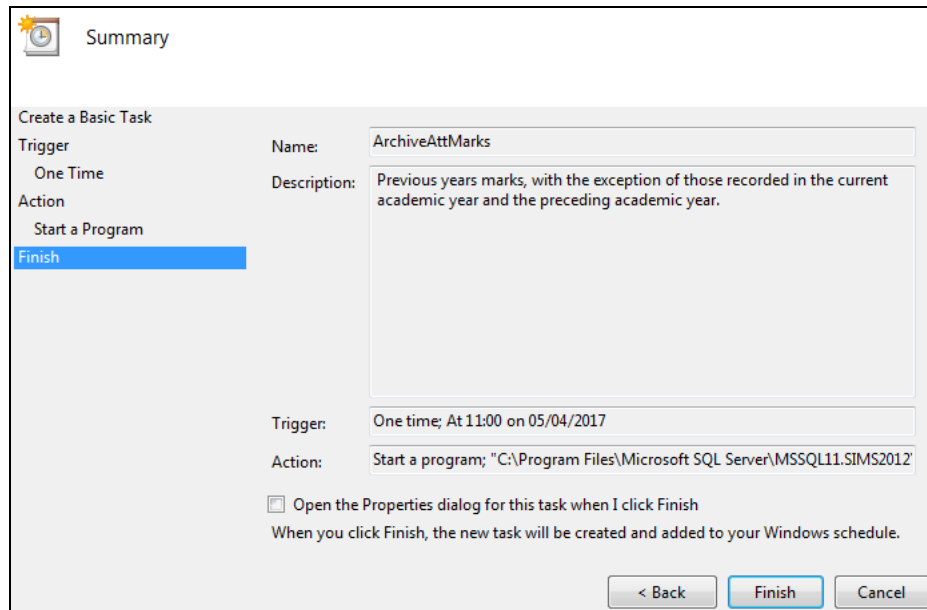 Summary
Create a Basic Task
Trigger
One Time
Action
Start a Program
Finish
Name:
ArchiveAttMarks
Description:
Previous years marks, with the exception of those recorded in the current
academic year and the preceding academic year.
Trigger:
One time; At 11:00 on 05/04/2017
Action:
Start a program; "C:\Program Files\Microsoft SQL Server\MSSQL11.SIMS2012
Open the Properties dialog for this task when I click Finish
When you click Finish, the new task will be created and added to your Windows schedule.
< Back
Finish
Cancel